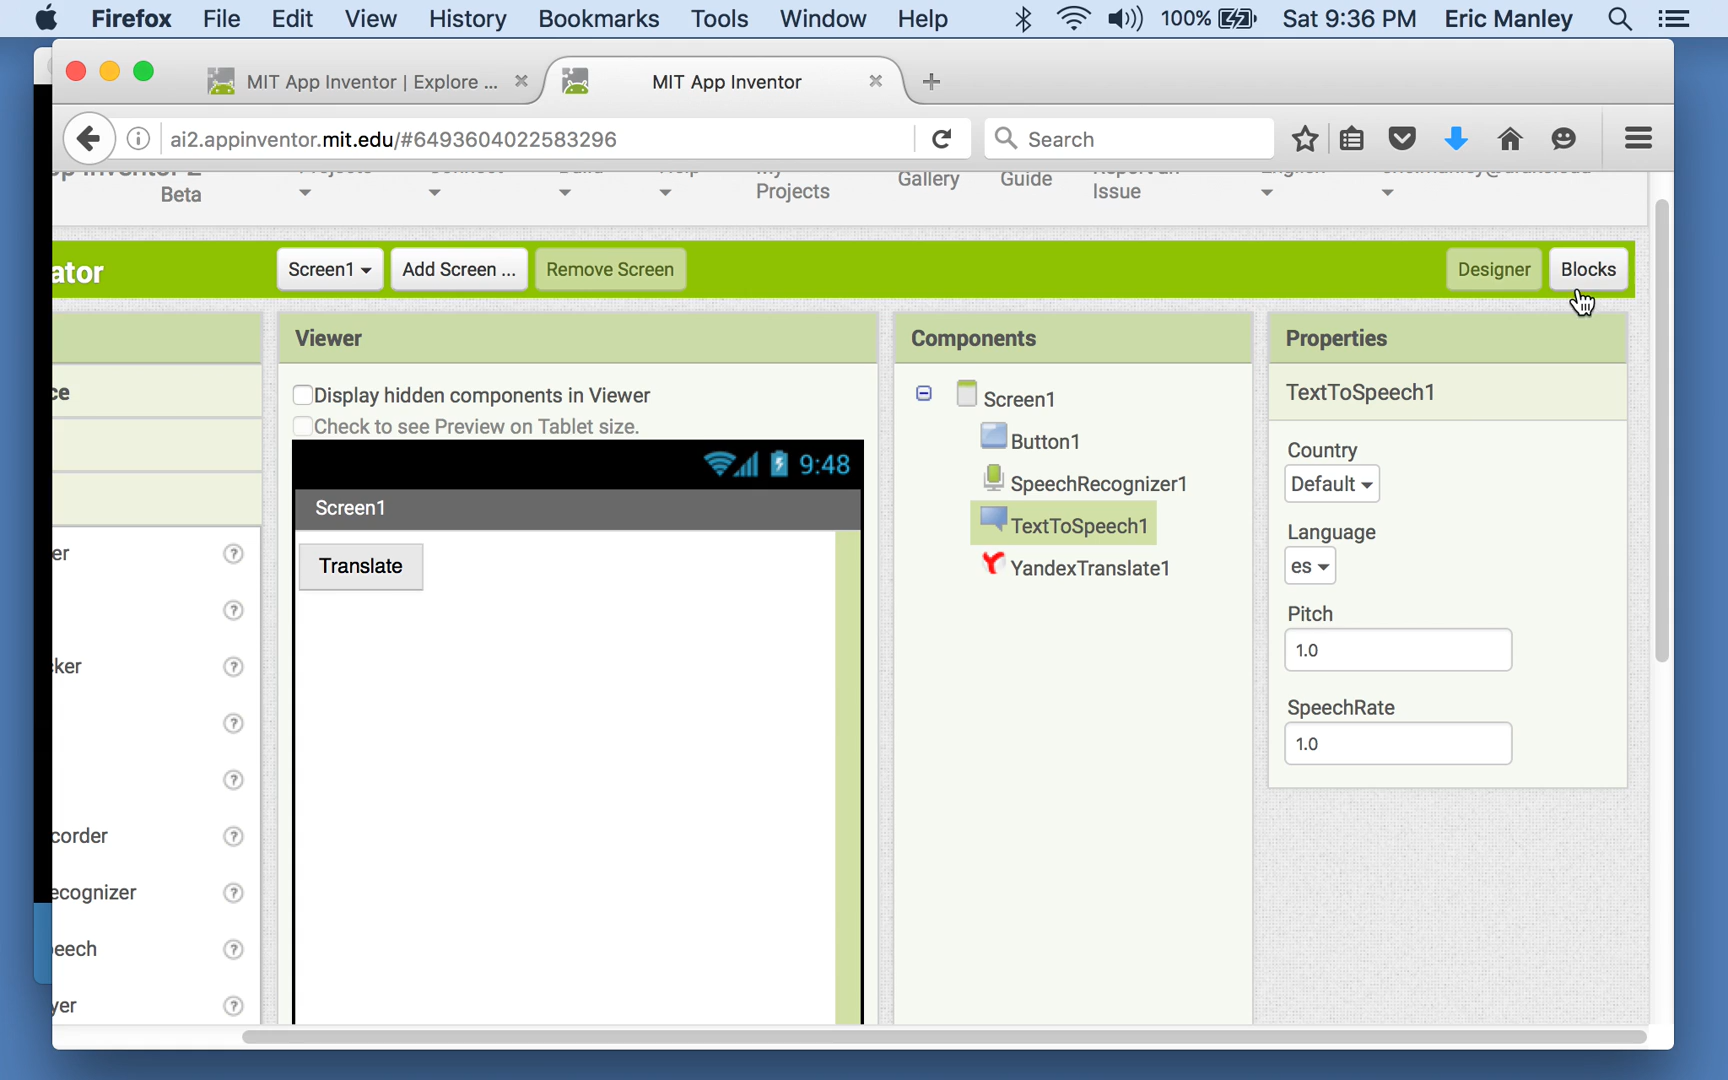 Firefox File Edit View History Bookmarks Tools Window Help 100% Sat 9:36 PM Eric Manley
MIT App Inventor | Explore ... MIT App Inventor
ai2.appinventor.mit.edu/#6493604022583296 Search
Beta Projects Gallery Guide Issue
ator Screen1 Add Screen ... Remove Screen Designer Blocks
Viewer Components Properties
ce
Display hidden components in Viewer
Check to see Preview on Tablet size.
9:48
Screen1
Translate
er
ker
corder
ecognizer
eech
yer
Screen1
Button1
SpeechRecognizer1
TextToSpeech1
YandexTranslate1
TextToSpeech1
Country
Default
Language
es
Pitch
1.0
SpeechRate
1.0